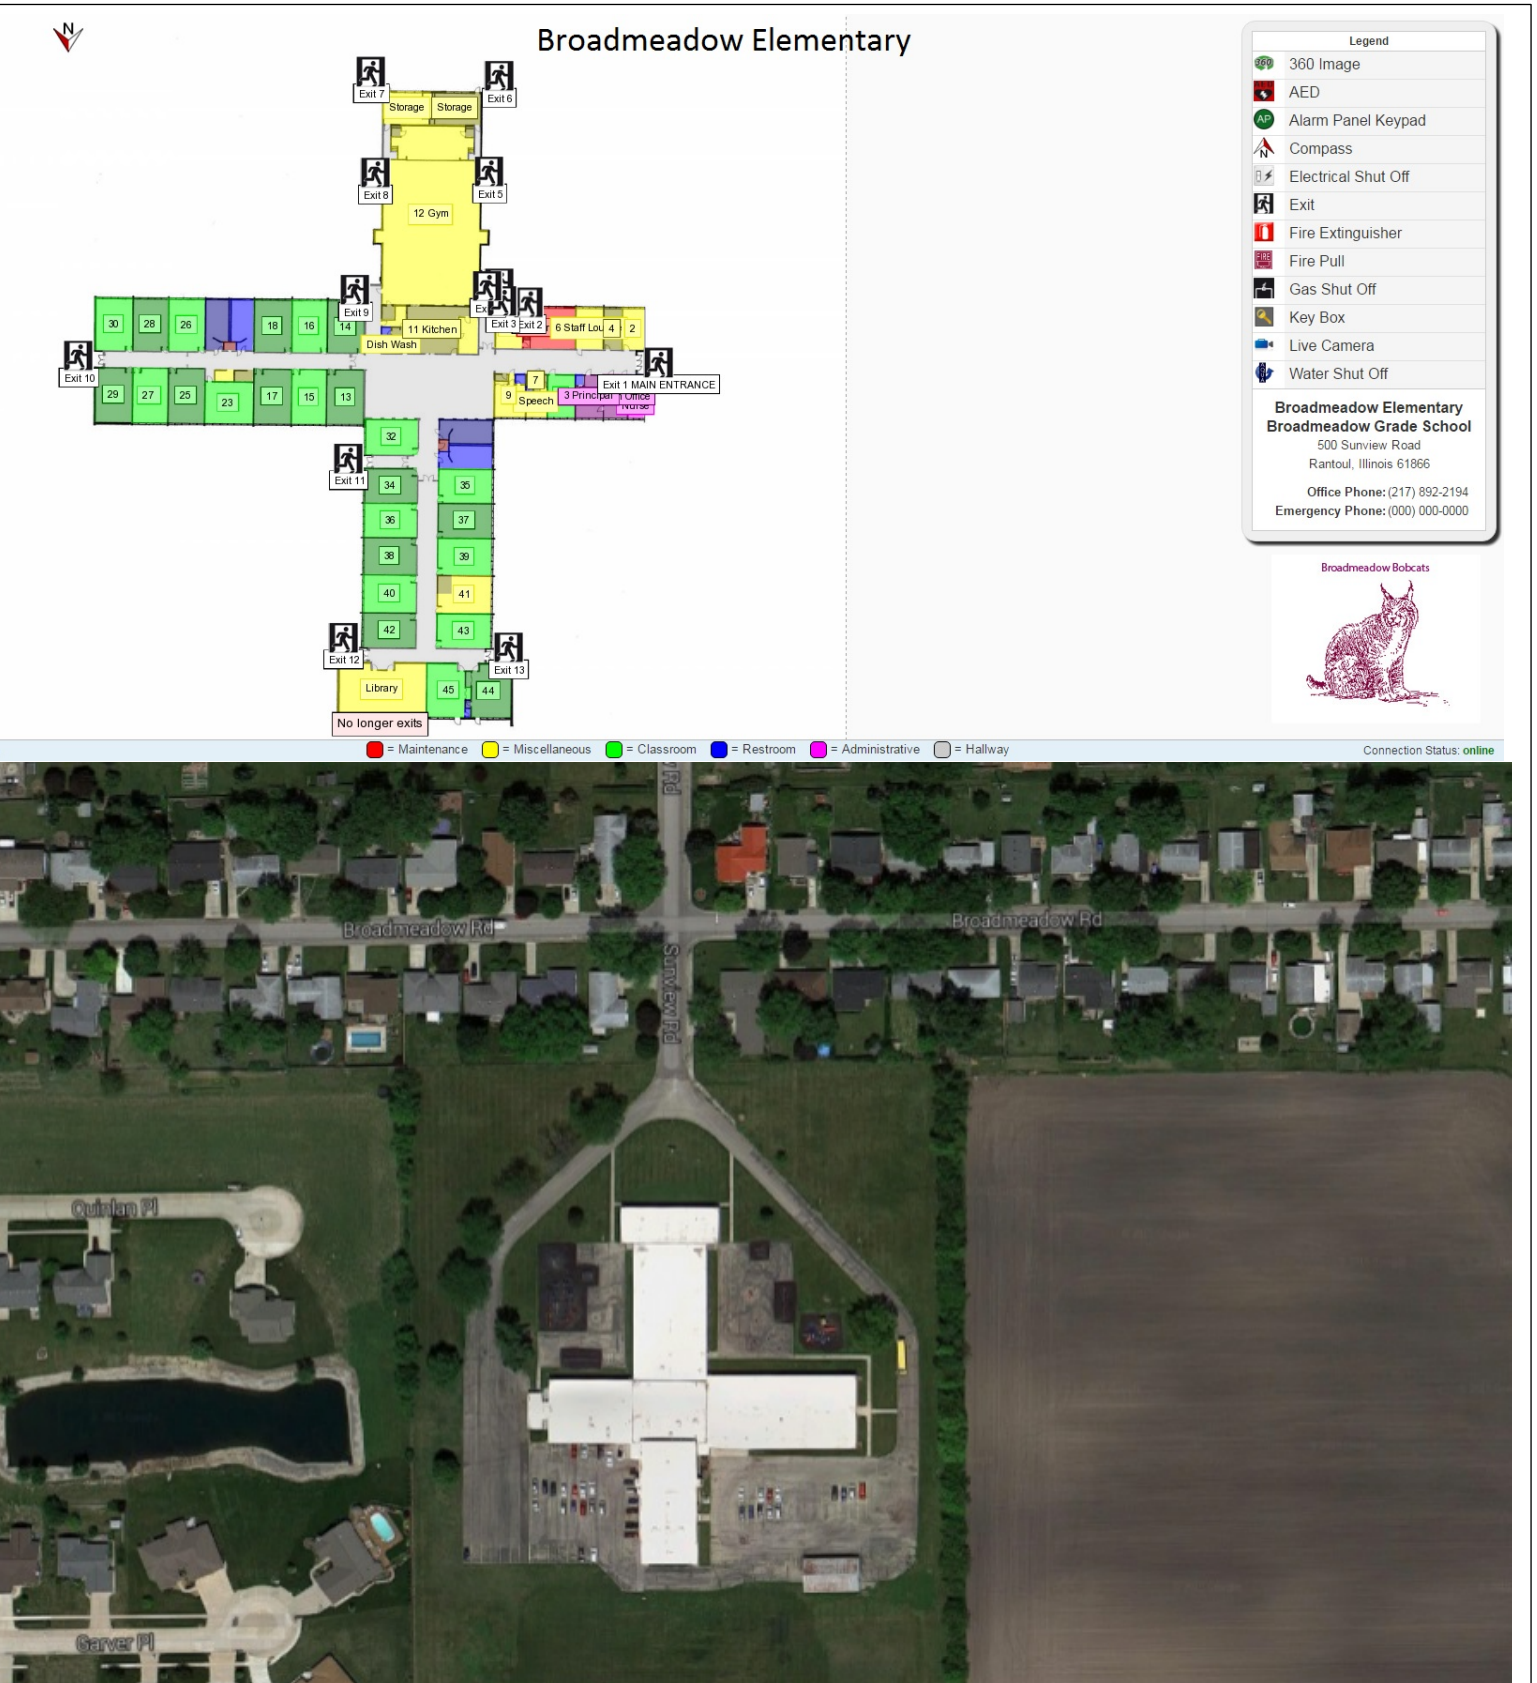 N
Broadmeadow Elementary
Exit 7
Exit 6
Storage
Storage
Exit 8
Exit 5
12 Gym
Exit 9
Exit 3
Exit 2
30
28
26
18
16
14
11 Kitchen
6 Staff Lou
4
2
Dish Wash
Exit 10
Exit 1 MAIN ENTRANCE
29
27
25
23
17
15
13
7
9
Speech
3 Principal
Office
Nurse
32
Exit 11
34
35
36
37
38
39
40
41
42
43
Exit 12
Exit 13
Library
45
44
No longer exits
Legend
360 Image
AED
AP
Alarm Panel Keypad
N
Compass
Electrical Shut Off
Exit
Fire Extinguisher
FIRE
Fire Pull
Gas Shut Off
Key Box
Live Camera
Water Shut Off
Broadmeadow Elementary
Broadmeadow Grade School
500 Sunview Road
Rantoul, Illinois 61866
Office Phone: (217) 892-2194
Emergency Phone: (000) 000-0000
Broadmeadow Bobcats
= Maintenance = Miscellaneous = Classroom = Restroom = Administrative = Hallway
Connection Status: online
Rd
Broadmeadow Rd
Broadmeadow Rd
Sunview Rd
Quinlan Pl
Garver Pl